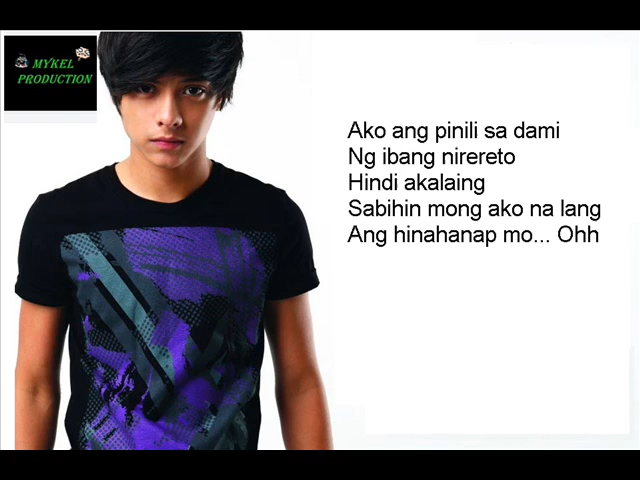 MYKEL
PRODUCTION
Ako ang pinili sa dami
Ng ibang nirereto
Hindi akalaing
Sabihin mong ako na lang
Ang hinahanap mo... Ohh